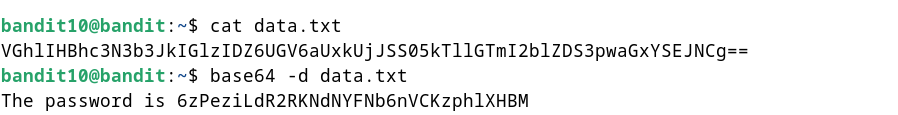 bandit10@bandit:~$ cat data.txt
VGhlIHBhc3N3b3JkIGlzIDZ6UGV6aUxkUjJSS05kTllGTmI2blZDS3pwaGxYSEJNCg==
bandit10@bandit:~$ base64 -d data.txt
The password is 6zPeziLdR2RKNdNYFNb6nVCKzphlXHBM